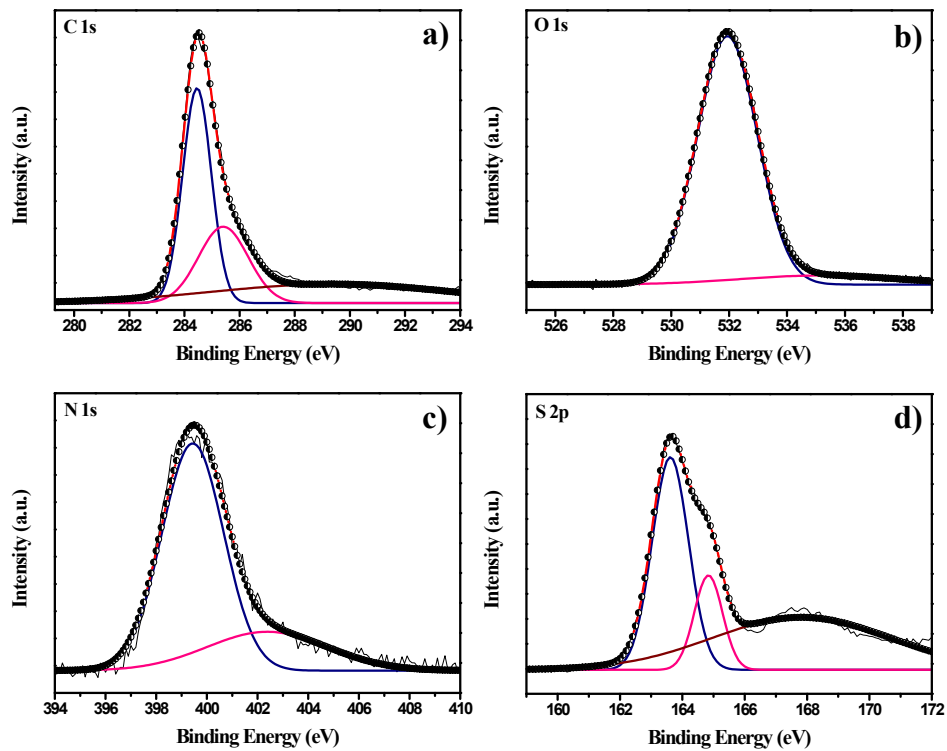 C 1s
a)
Intensity (a.u.)
280 282 284 286 288 290 292 294
Binding Energy (eV)
O 1s
b)
Intensity (a.u.)
526 528 530 532 534 536 538
Binding Energy (eV)
N 1s
c)
Intensity (a.u.)
394 396 398 400 402 404 406 408 410
Binding Energy (eV)
S 2p
d)
Intensity (a.u.)
160 162 164 166 168 170 172
Binding Energy (eV)